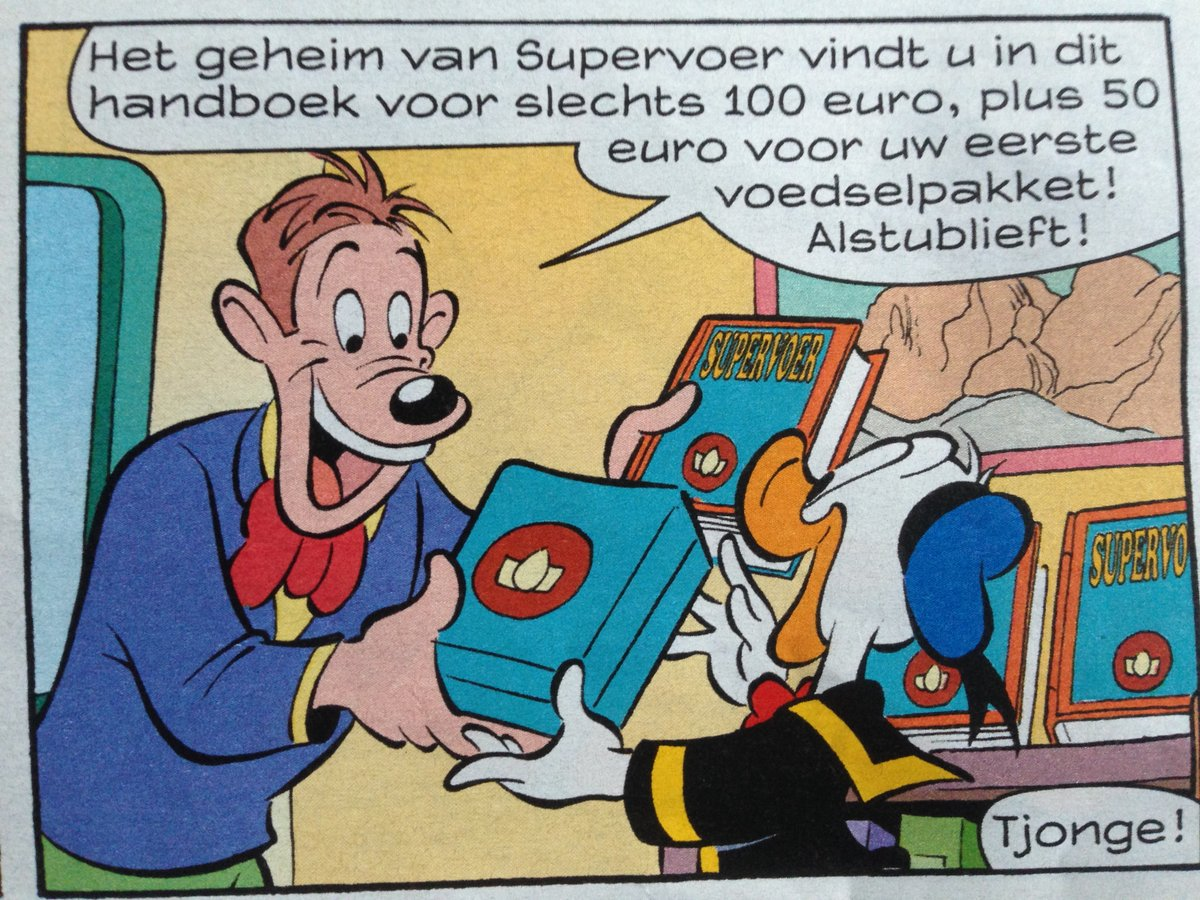 Het geheim van Supervoer vindt u in dit
handboek voor slechts 100 euro, plus 50
euro voor uw eerste
voedselpakket!
Alstublieft!
SUPERVOER
SUPERVO
Tjonge!